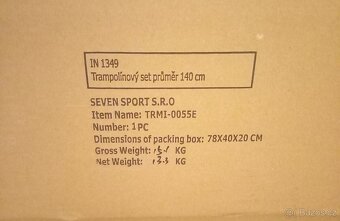 IN 1349
Trampolínový set průměr 140 cm
SEVEN SPORT S.R.O
Item Name: TRMI-0055E
Number: 1 PC
Dimensions of packing box: 78X40X20 CM
Gross Weight: KG
Net Weight: KG